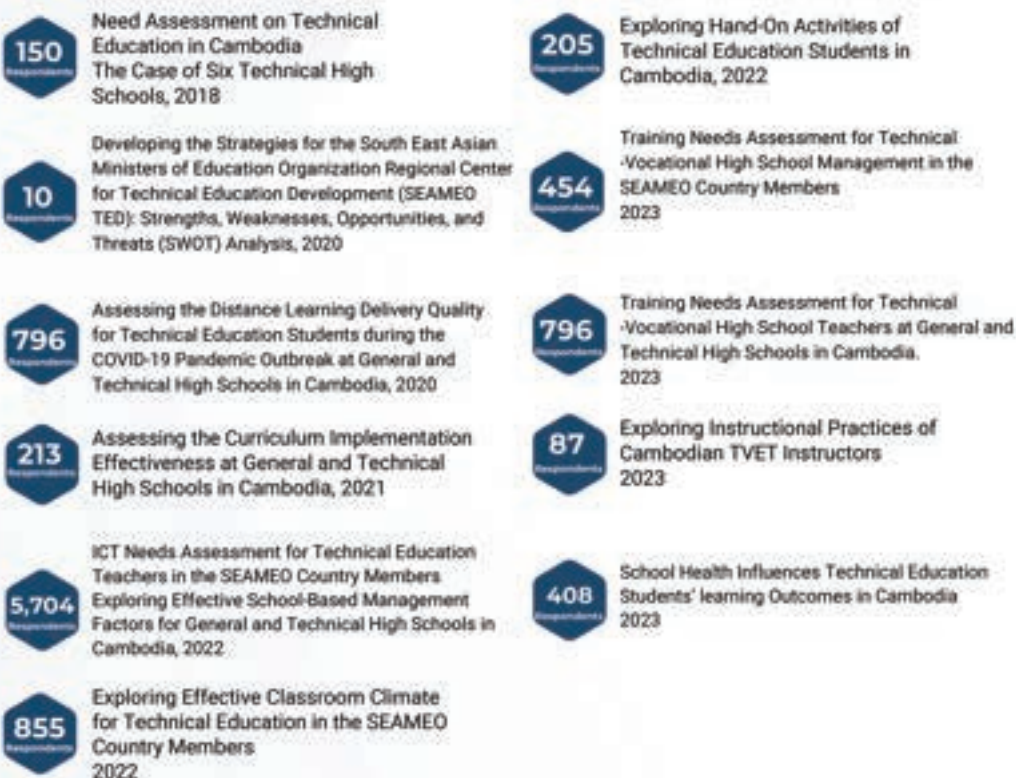 150
Respondents
Need Assessment on Technical
Education in Cambodia
The Case of Six Technical High
Schools, 2018
10
Respondents
Developing the Strategies for the South East Asian
Ministers of Education Organization Regional Center
for Technical Education Development (SEAMEO
TED): Strengths, Weaknesses, Opportunities, and
Threats (SWOT) Analysis, 2020
796
Respondents
Assessing the Distance Learning Delivery Quality
for Technical Education Students during the
COVID-19 Pandemic Outbreak at General and
Technical High Schools in Cambodia, 2020
213
Respondents
Assessing the Curriculum Implementation
Effectiveness at General and Technical
High Schools in Cambodia, 2021
5,704
Respondents
ICT Needs Assessment for Technical Education
Teachers in the SEAMEO Country Members
Exploring Effective School-Based Management
Factors for General and Technical High Schools in
Cambodia, 2022
855
Respondents
Exploring Effective Classroom Climate
for Technical Education in the SEAMEO
Country Members
2022
205
Respondents
Exploring Hand-On Activities of
Technical Education Students in
Cambodia, 2022
454
Respondents
Training Needs Assessment for Technical
-Vocational High School Management in the
SEAMEO Country Members
2023
796
Respondents
Training Needs Assessment for Technical
-Vocational High School Teachers at General and
Technical High Schools in Cambodia.
2023
87
Respondents
Exploring Instructional Practices of
Cambodian TVET Instructors
2023
408
Respondents
School Health Influences Technical Education
Students' learning Outcomes in Cambodia
2023